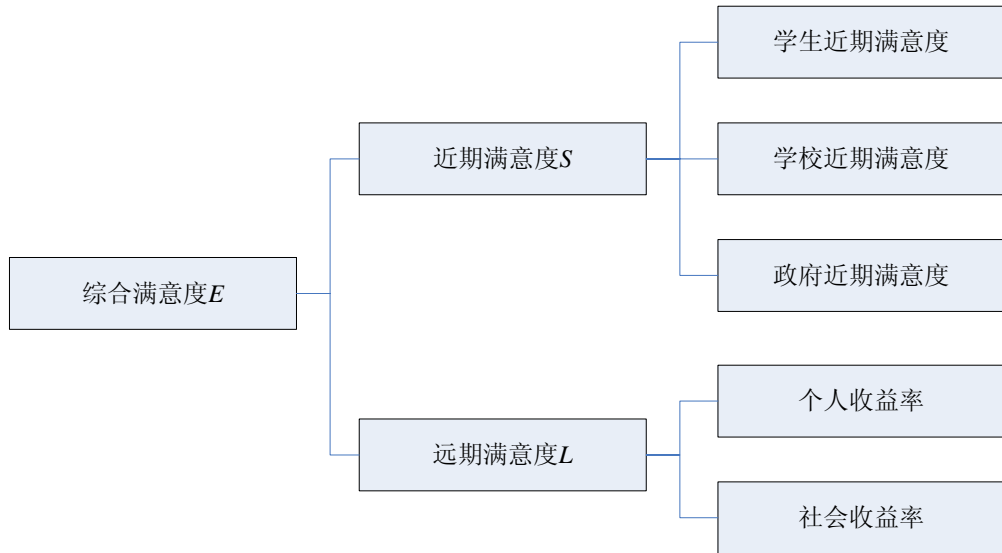 学生近期满意度
近期满意度S
学校近期满意度
政府近期满意度
综合满意度E
个人收益率
远期满意度L
社会收益率